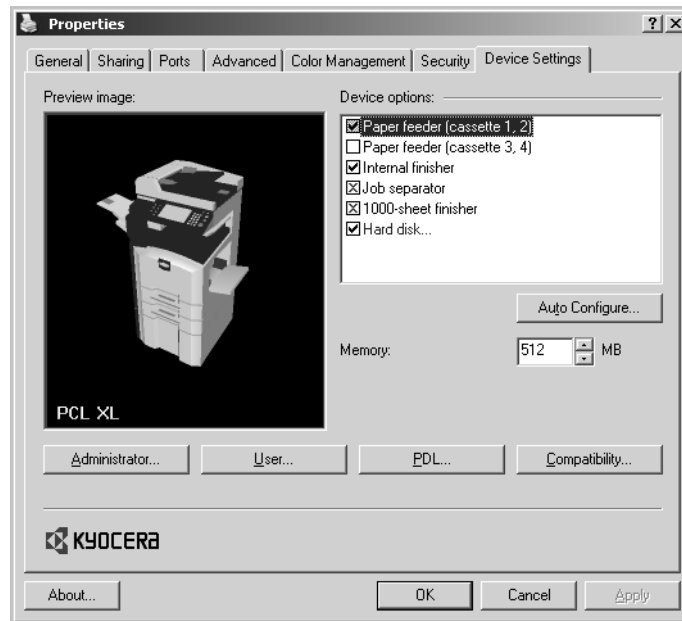 Properties
General Sharing Ports Advanced Color Management Security Device Settings
Preview image:
Device options:
Paper feeder (cassette 1, 2)
Paper feeder (cassette 3, 4)
Internal finisher
Job separator
1000-sheet finisher
Hard disk...
Auto Configure...
Memory: 512 MB
PCL XL
Administrator... User... PDL... Compatibility...
KYOCERA
About... OK Cancel Apply